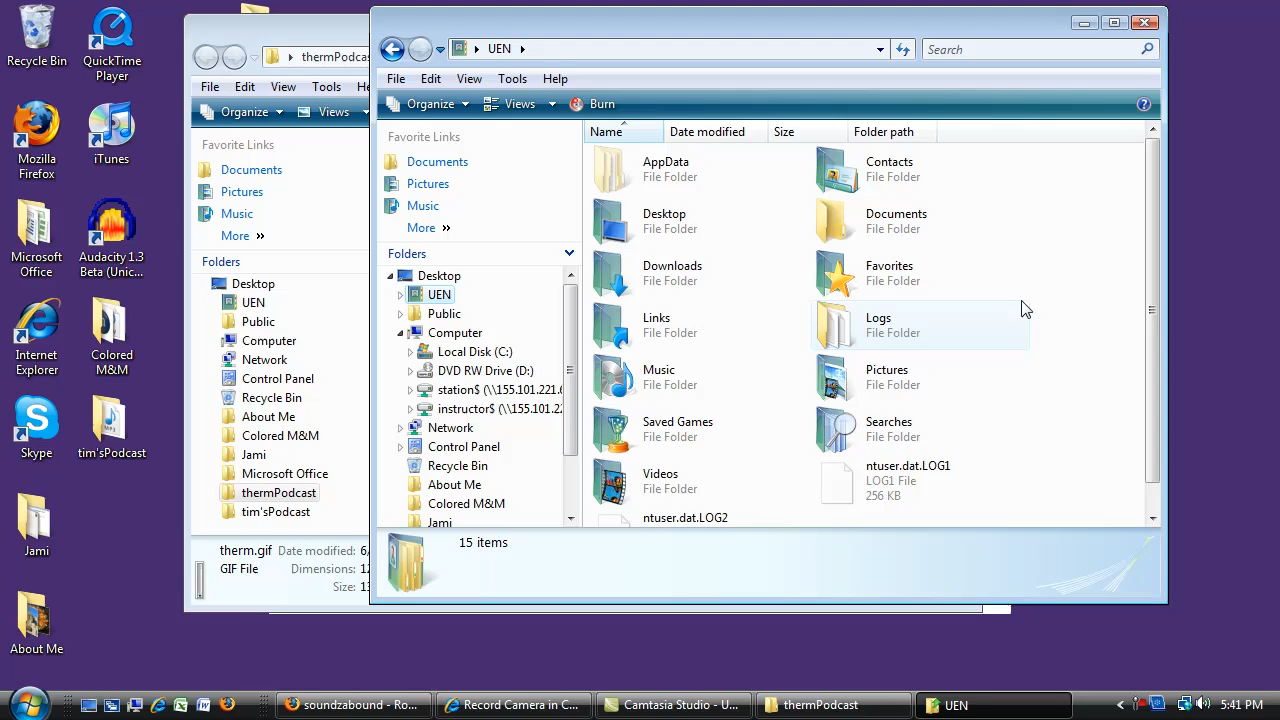 Recycle Bin
QuickTime Player
Mozilla Firefox
iTunes
Microsoft Office
Audacity 1.3 Beta (Unic...
Internet Explorer
Colored M&M
Skype
tim'sPodcast
Jami
About Me
File Edit View Tools
Organize Views
Favorite Links
Documents
Pictures
Music
More »
Folders
Desktop
UEN
Public
Computer
Network
Control Panel
Recycle Bin
About Me
Colored M&M
Jami
Microsoft Office
thermPodcast
tim'sPodcast
therm.gif Date modified: 6/
GIF File Dimensions: 12
Size: 13
UEN
Search
File Edit View Tools Help
Organize Views Burn
Favorite Links
Documents
Pictures
Music
More »
Folders
Desktop
UEN
Public
Computer
Local Disk (C:)
DVD RW Drive (D:)
station$ (\\155.101.221.
instructor$ (\\155.101.22
Network
Control Panel
Recycle Bin
About Me
Colored M&M
Jami
Name Date modified Size Folder path
AppData
File Folder
Contacts
File Folder
Desktop
File Folder
Documents
File Folder
Downloads
File Folder
Favorites
File Folder
Links
File Folder
Logs
File Folder
Music
File Folder
Pictures
File Folder
Saved Games
File Folder
Searches
File Folder
Videos
File Folder
ntuser.dat.LOG1
LOG1 File
256 KB
ntuser.dat.LOG2
15 items
soundzabound - Ro...
Record Camera in C...
Camtasia Studio - U...
thermPodcast
UEN
5:41 PM